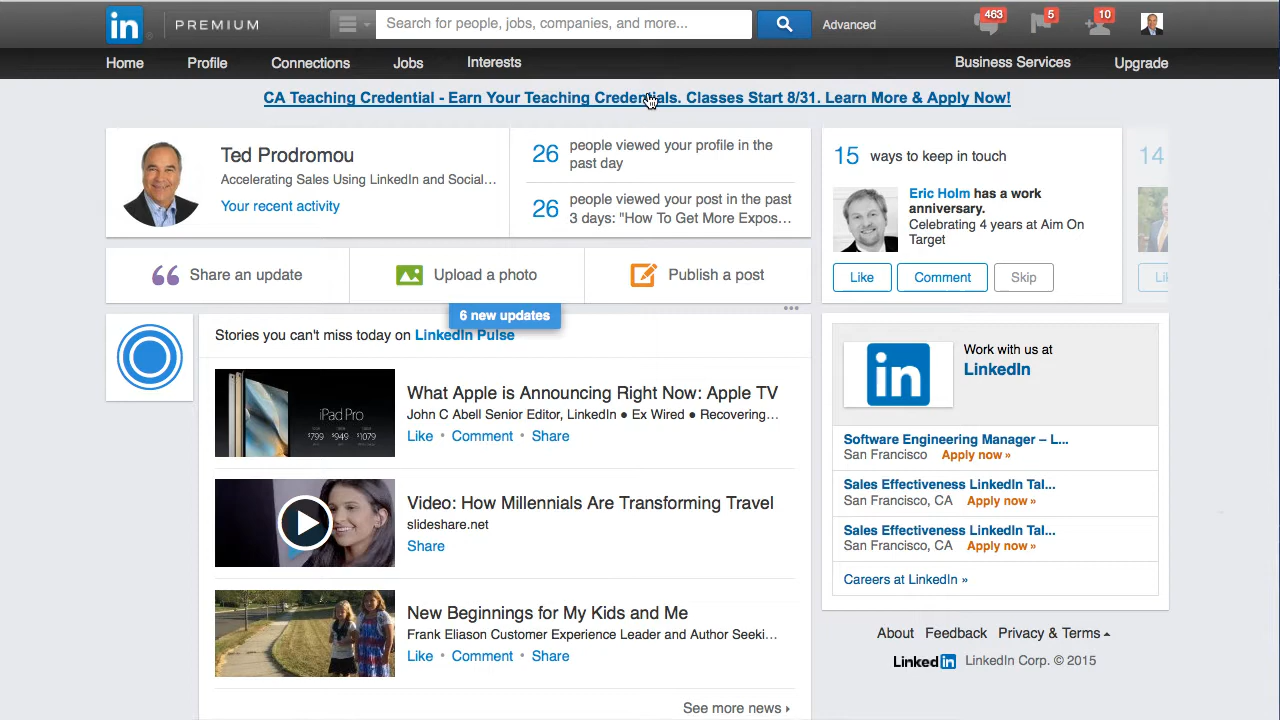 in PREMIUM
Search for people, jobs, companies, and more...
Advanced
463
5
10
Home
Profile
Connections
Jobs
Interests
Business Services
Upgrade
CA Teaching Credential - Earn Your Teaching Credentials. Classes Start 8/31. Learn More & Apply Now!
Ted Prodromou
Accelerating Sales Using LinkedIn and Social...
Your recent activity
26 people viewed your profile in the
past day
26 people viewed your post in the past
3 days: "How To Get More Expos...
15 ways to keep in touch
14
Eric Holm has a work
anniversary.
Celebrating 4 years at Aim On
Target
Like
Comment
Skip
Li
Share an update
Upload a photo
Publish a post
6 new updates
Stories you can't miss today on LinkedIn Pulse
What Apple is Announcing Right Now: Apple TV
John C Abell Senior Editor, LinkedIn ● Ex Wired ● Recovering...
Like • Comment • Share
iPad Pro
$799 $949 $1079
Video: How Millennials Are Transforming Travel
slideshare.net
Share
New Beginnings for My Kids and Me
Frank Eliason Customer Experience Leader and Author Seeki...
Like • Comment • Share
See more news
in
Work with us at
LinkedIn
Software Engineering Manager – L...
San Francisco Apply now »
Sales Effectiveness LinkedIn Tal...
San Francisco, CA Apply now »
Sales Effectiveness LinkedIn Tal...
San Francisco, CA Apply now »
Careers at LinkedIn »
About Feedback Privacy & Terms
Linked in LinkedIn Corp. © 2015